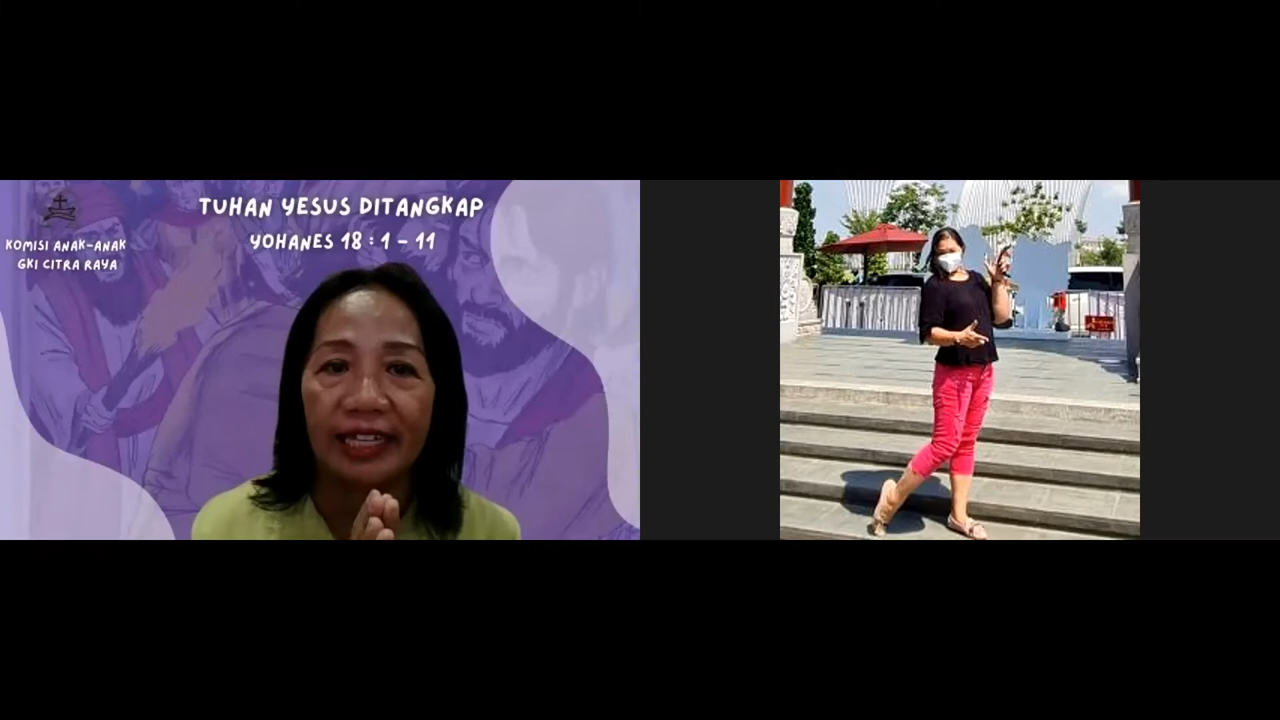 TUHAN YESUS DITANGKAP
YOHANES 18 : 1 - 11
KOMISI ANAK-ANAK
GKI CITRA RAYA